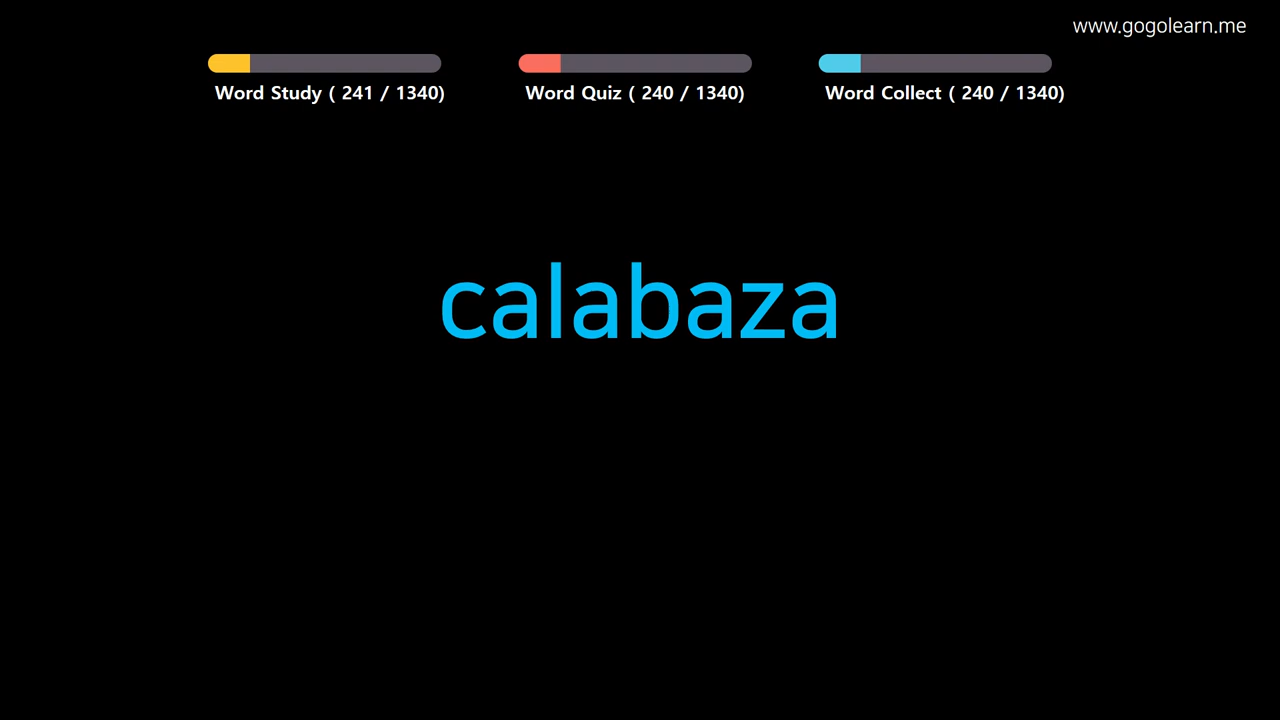 www.gogolearn.me
Word Study ( 241 / 1340)
Word Quiz ( 240 / 1340)
Word Collect ( 240 / 1340)
calabaza